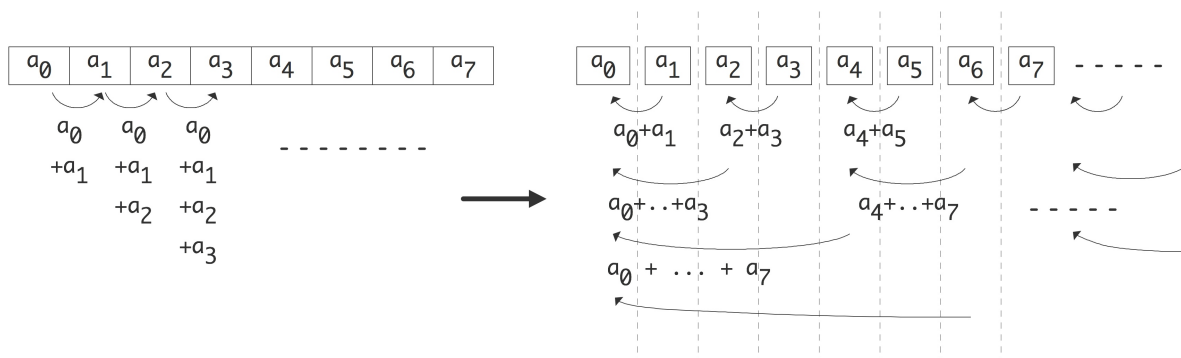 a0 a1 a2 a3 a4 a5 a6 a7
a0 a0 a0
+a1 +a1 +a1
+a2 +a2
+a3
a0 a1 a2 a3 a4 a5 a6 a7
a0+a1 a2+a3 a4+a5
a0+..+a3 a4+..+a7
a0 + ... + a7